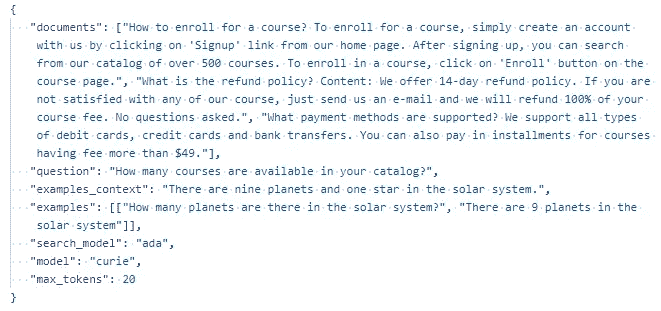 {
"documents": ["How to enroll for a course? To enroll for a course, simply create an account
with us by clicking on 'Signup' link from our home page. After signing up, you can search
from our catalog of over 500 courses. To enroll in a course, click on 'Enroll' button on the
course page.", "What is the refund policy? Content: We offer 14-day refund policy. If you are
not satisfied with any of our course, just send us an e-mail and we will refund 100% of your
course fee. No questions asked.", "What payment methods are supported? We support all types
of debit cards, credit cards and bank transfers. You can also pay in installments for courses
having fee more than $49."],
"question": "How many courses are available in your catalog?",
"examples_context": "There are nine planets and one star in the solar system.",
"examples": [["How many planets are there in the solar system?", "There are 9 planets in the
solar system"]],
"search_model": "ada",
"model": "curie",
"max_tokens": 20
}